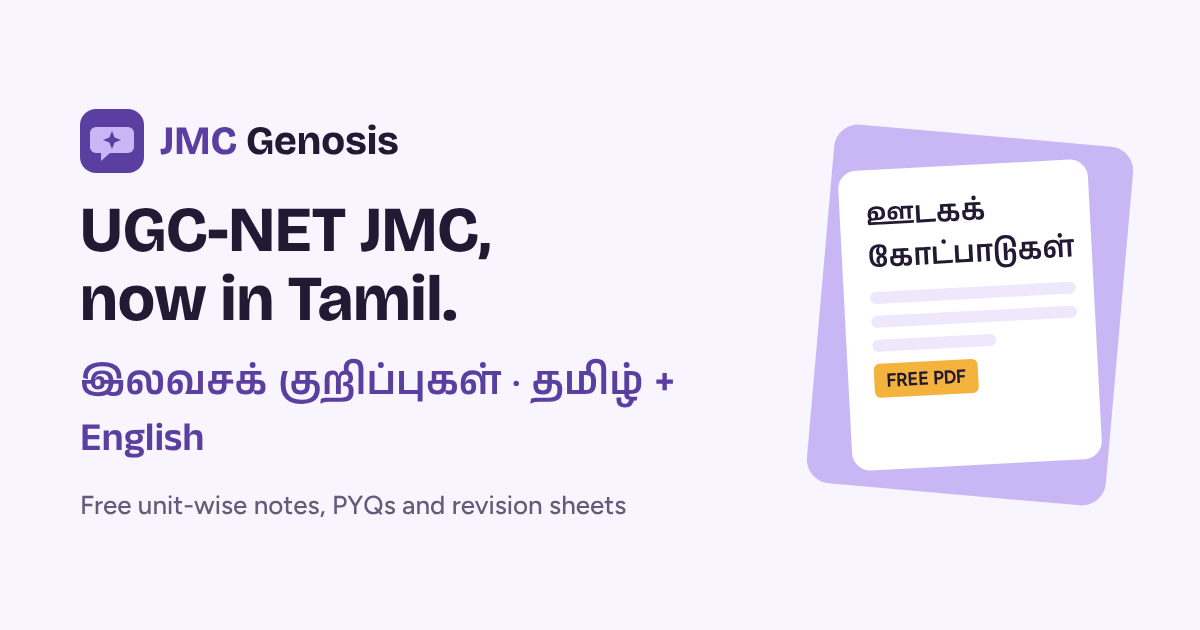 JMC Genosis
UGC-NET JMC,
now in Tamil.
இலவசக் குறிப்புகள் · தமிழ் +
English
Free unit-wise notes, PYQs and revision sheets
ஊடகக்
கோட்பாடுகள்
FREE PDF